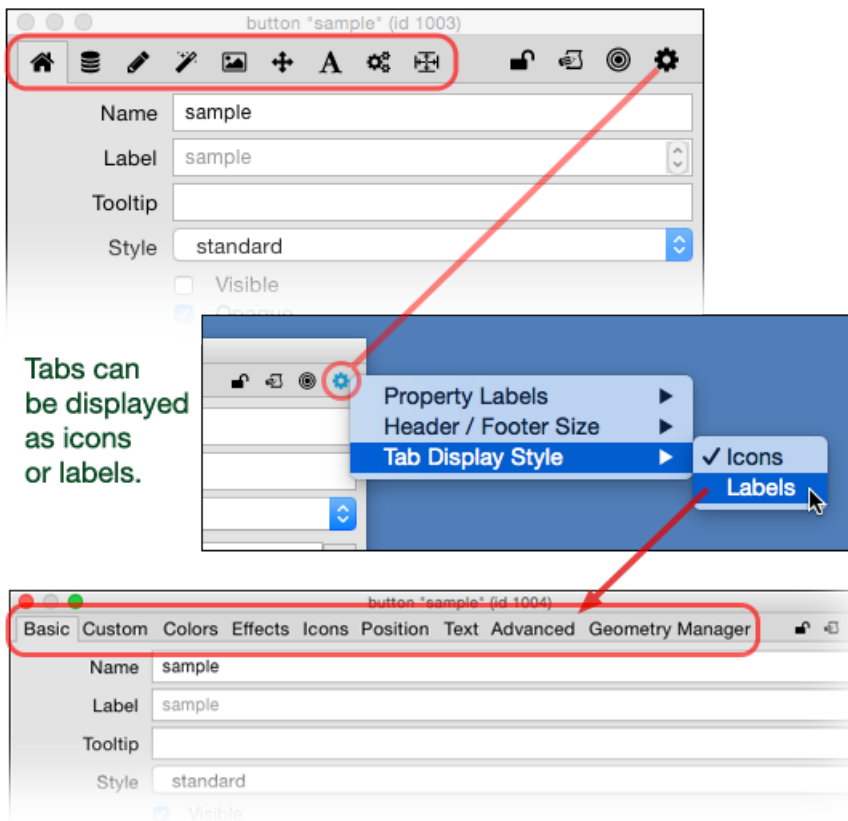 button "sample" (id 1003)
Name sample
Label sample
Tooltip
Style standard
Visible
Opaque
Tabs can
be displayed
as icons
or labels.
Property Labels
Header / Footer Size
Tab Display Style
✓ Icons
Labels
button "sample" (id 1004)
Basic Custom Colors Effects Icons Position Text Advanced Geometry Manager
Name sample
Label sample
Tooltip
Style standard
Visible